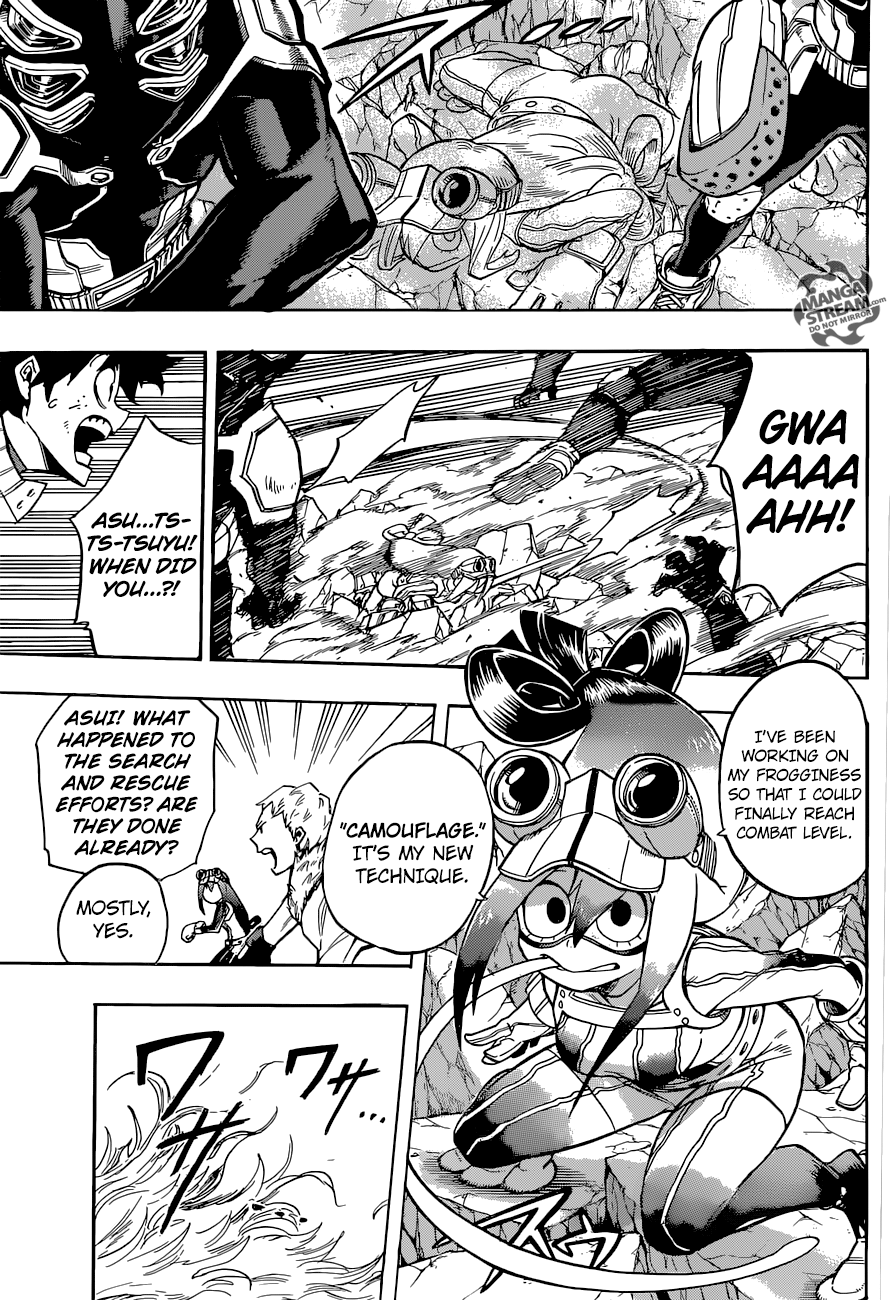 MANGA
STREAM.com
DO NOT MIRROR
GWA
AAAA
AHH!
ASU...TS-
TS-TSUYU!
WHEN DID
YOU...?!
I'VE BEEN
WORKING ON
MY FROGGINESS
SO THAT I COULD
FINALLY REACH
COMBAT LEVEL.
"CAMOUFLAGE."
IT'S MY NEW
TECHNIQUE.
ASUI! WHAT
HAPPENED TO
THE SEARCH
AND RESCUE
EFFORTS? ARE
THEY DONE
ALREADY?
MOSTLY,
YES.
ワサ
ワサ…